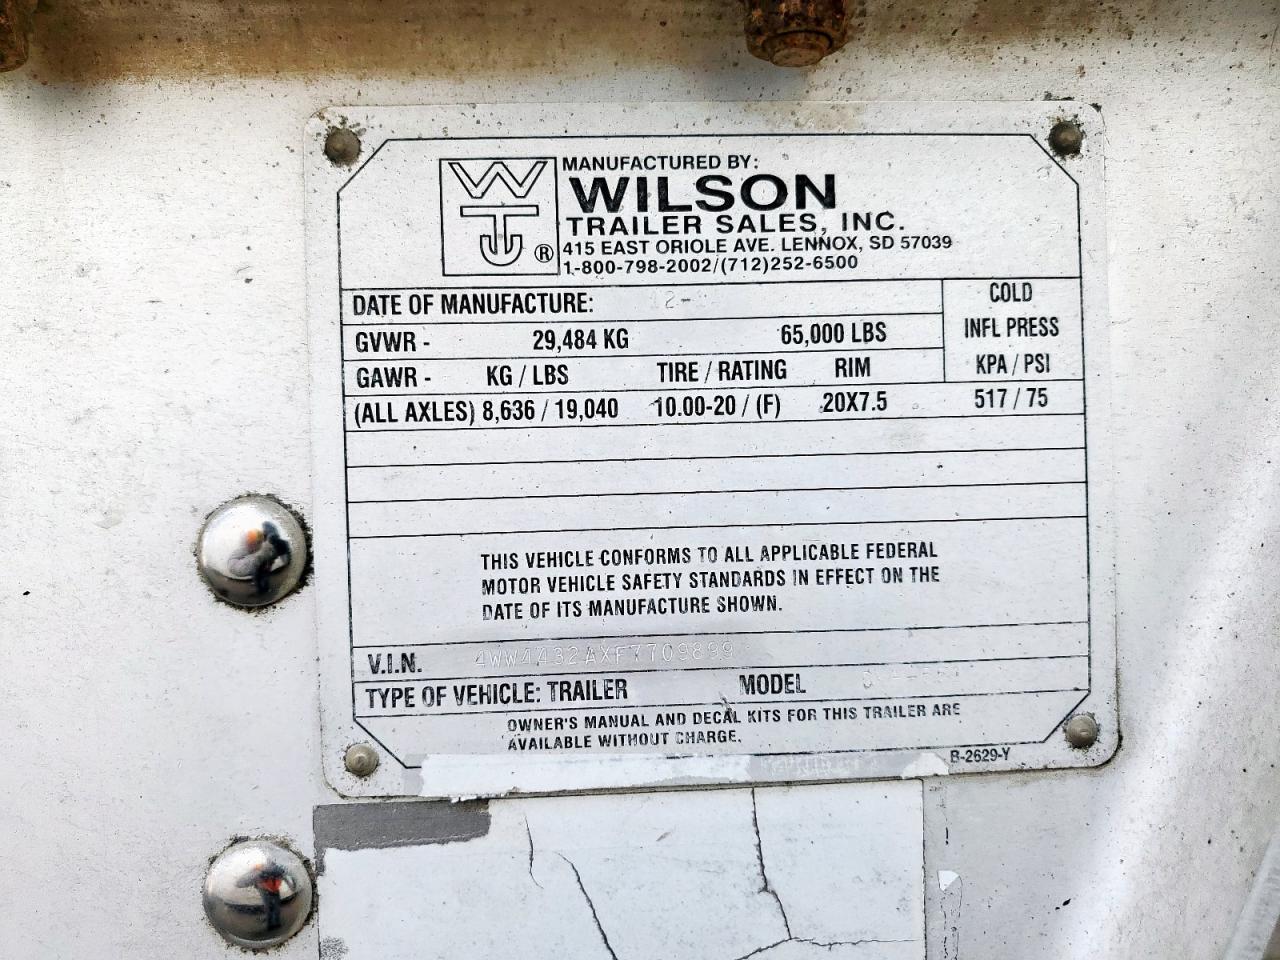 MANUFACTURED BY:
WILSON
TRAILER SALES, INC.
415 EAST ORIOLE AVE. LENNOX, SD 57039
1-800-798-2002/(712)252-6500
WT ®
DATE OF MANUFACTURE:
COLD
INFL PRESS
KPA / PSI
GVWR - 29,484 KG 65,000 LBS
GAWR - KG / LBS TIRE / RATING RIM
(ALL AXLES) 8,636 / 19,040 10.00-20 / (F) 20X7.5 517 / 75
THIS VEHICLE CONFORMS TO ALL APPLICABLE FEDERAL
MOTOR VEHICLE SAFETY STANDARDS IN EFFECT ON THE
DATE OF ITS MANUFACTURE SHOWN.
V.I.N. 4WW4432AXF7709899
TYPE OF VEHICLE: TRAILER MODEL
OWNER'S MANUAL AND DECAL KITS FOR THIS TRAILER ARE
AVAILABLE WITHOUT CHARGE.
B-2629-Y